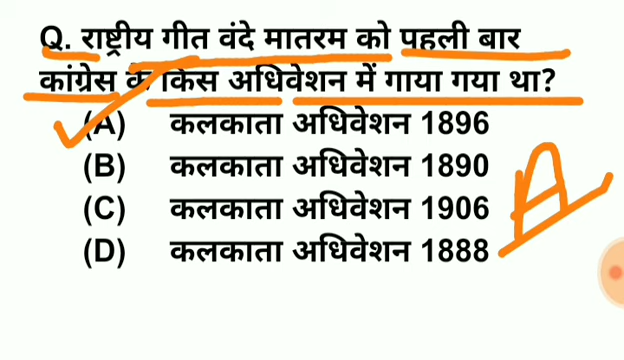 Q. राष्ट्रीय गीत वंदे मातरम को पहली बार
कांग्रेस के किस अधिवेशन में गाया गया था?
(A) कलकाता अधिवेशन 1896
(B) कलकाता अधिवेशन 1890
(C) कलकाता अधिवेशन 1906
(D) कलकाता अधिवेशन 1888
A